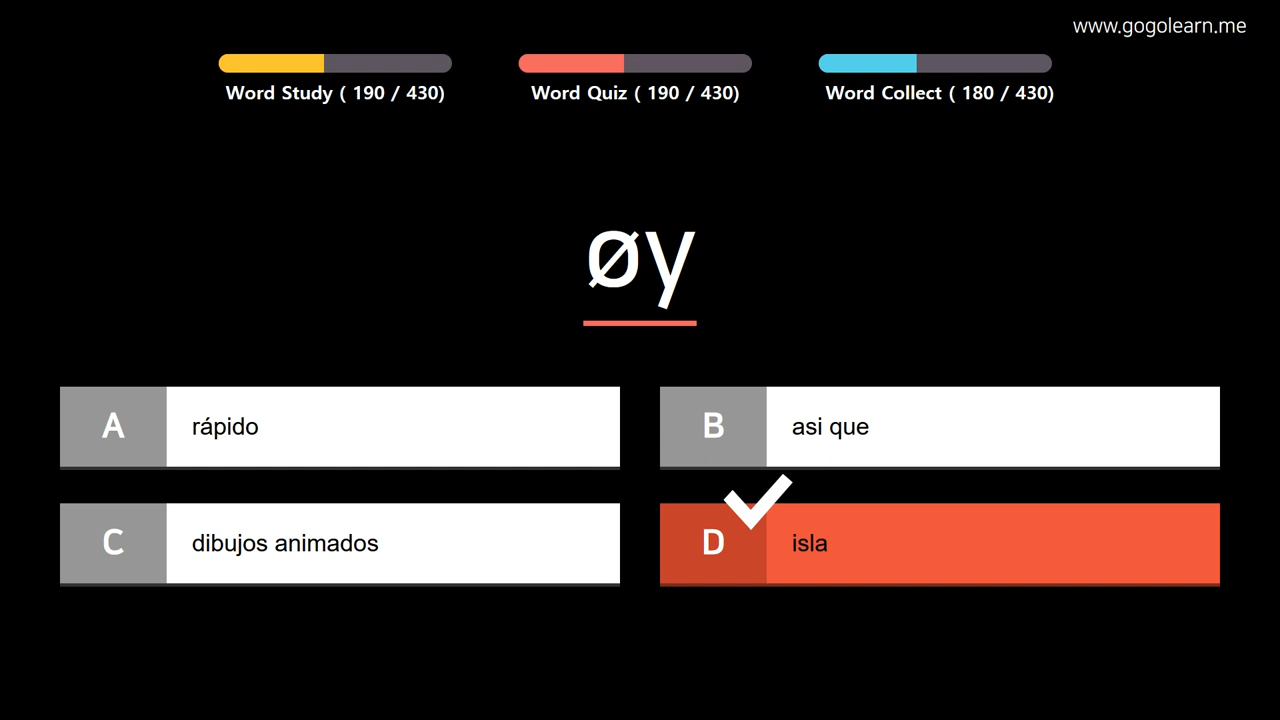 www.gogolearn.me
Word Study ( 190 / 430)
Word Quiz ( 190 / 430)
Word Collect ( 180 / 430)
øy
A rápido
B asi que
C dibujos animados
D isla